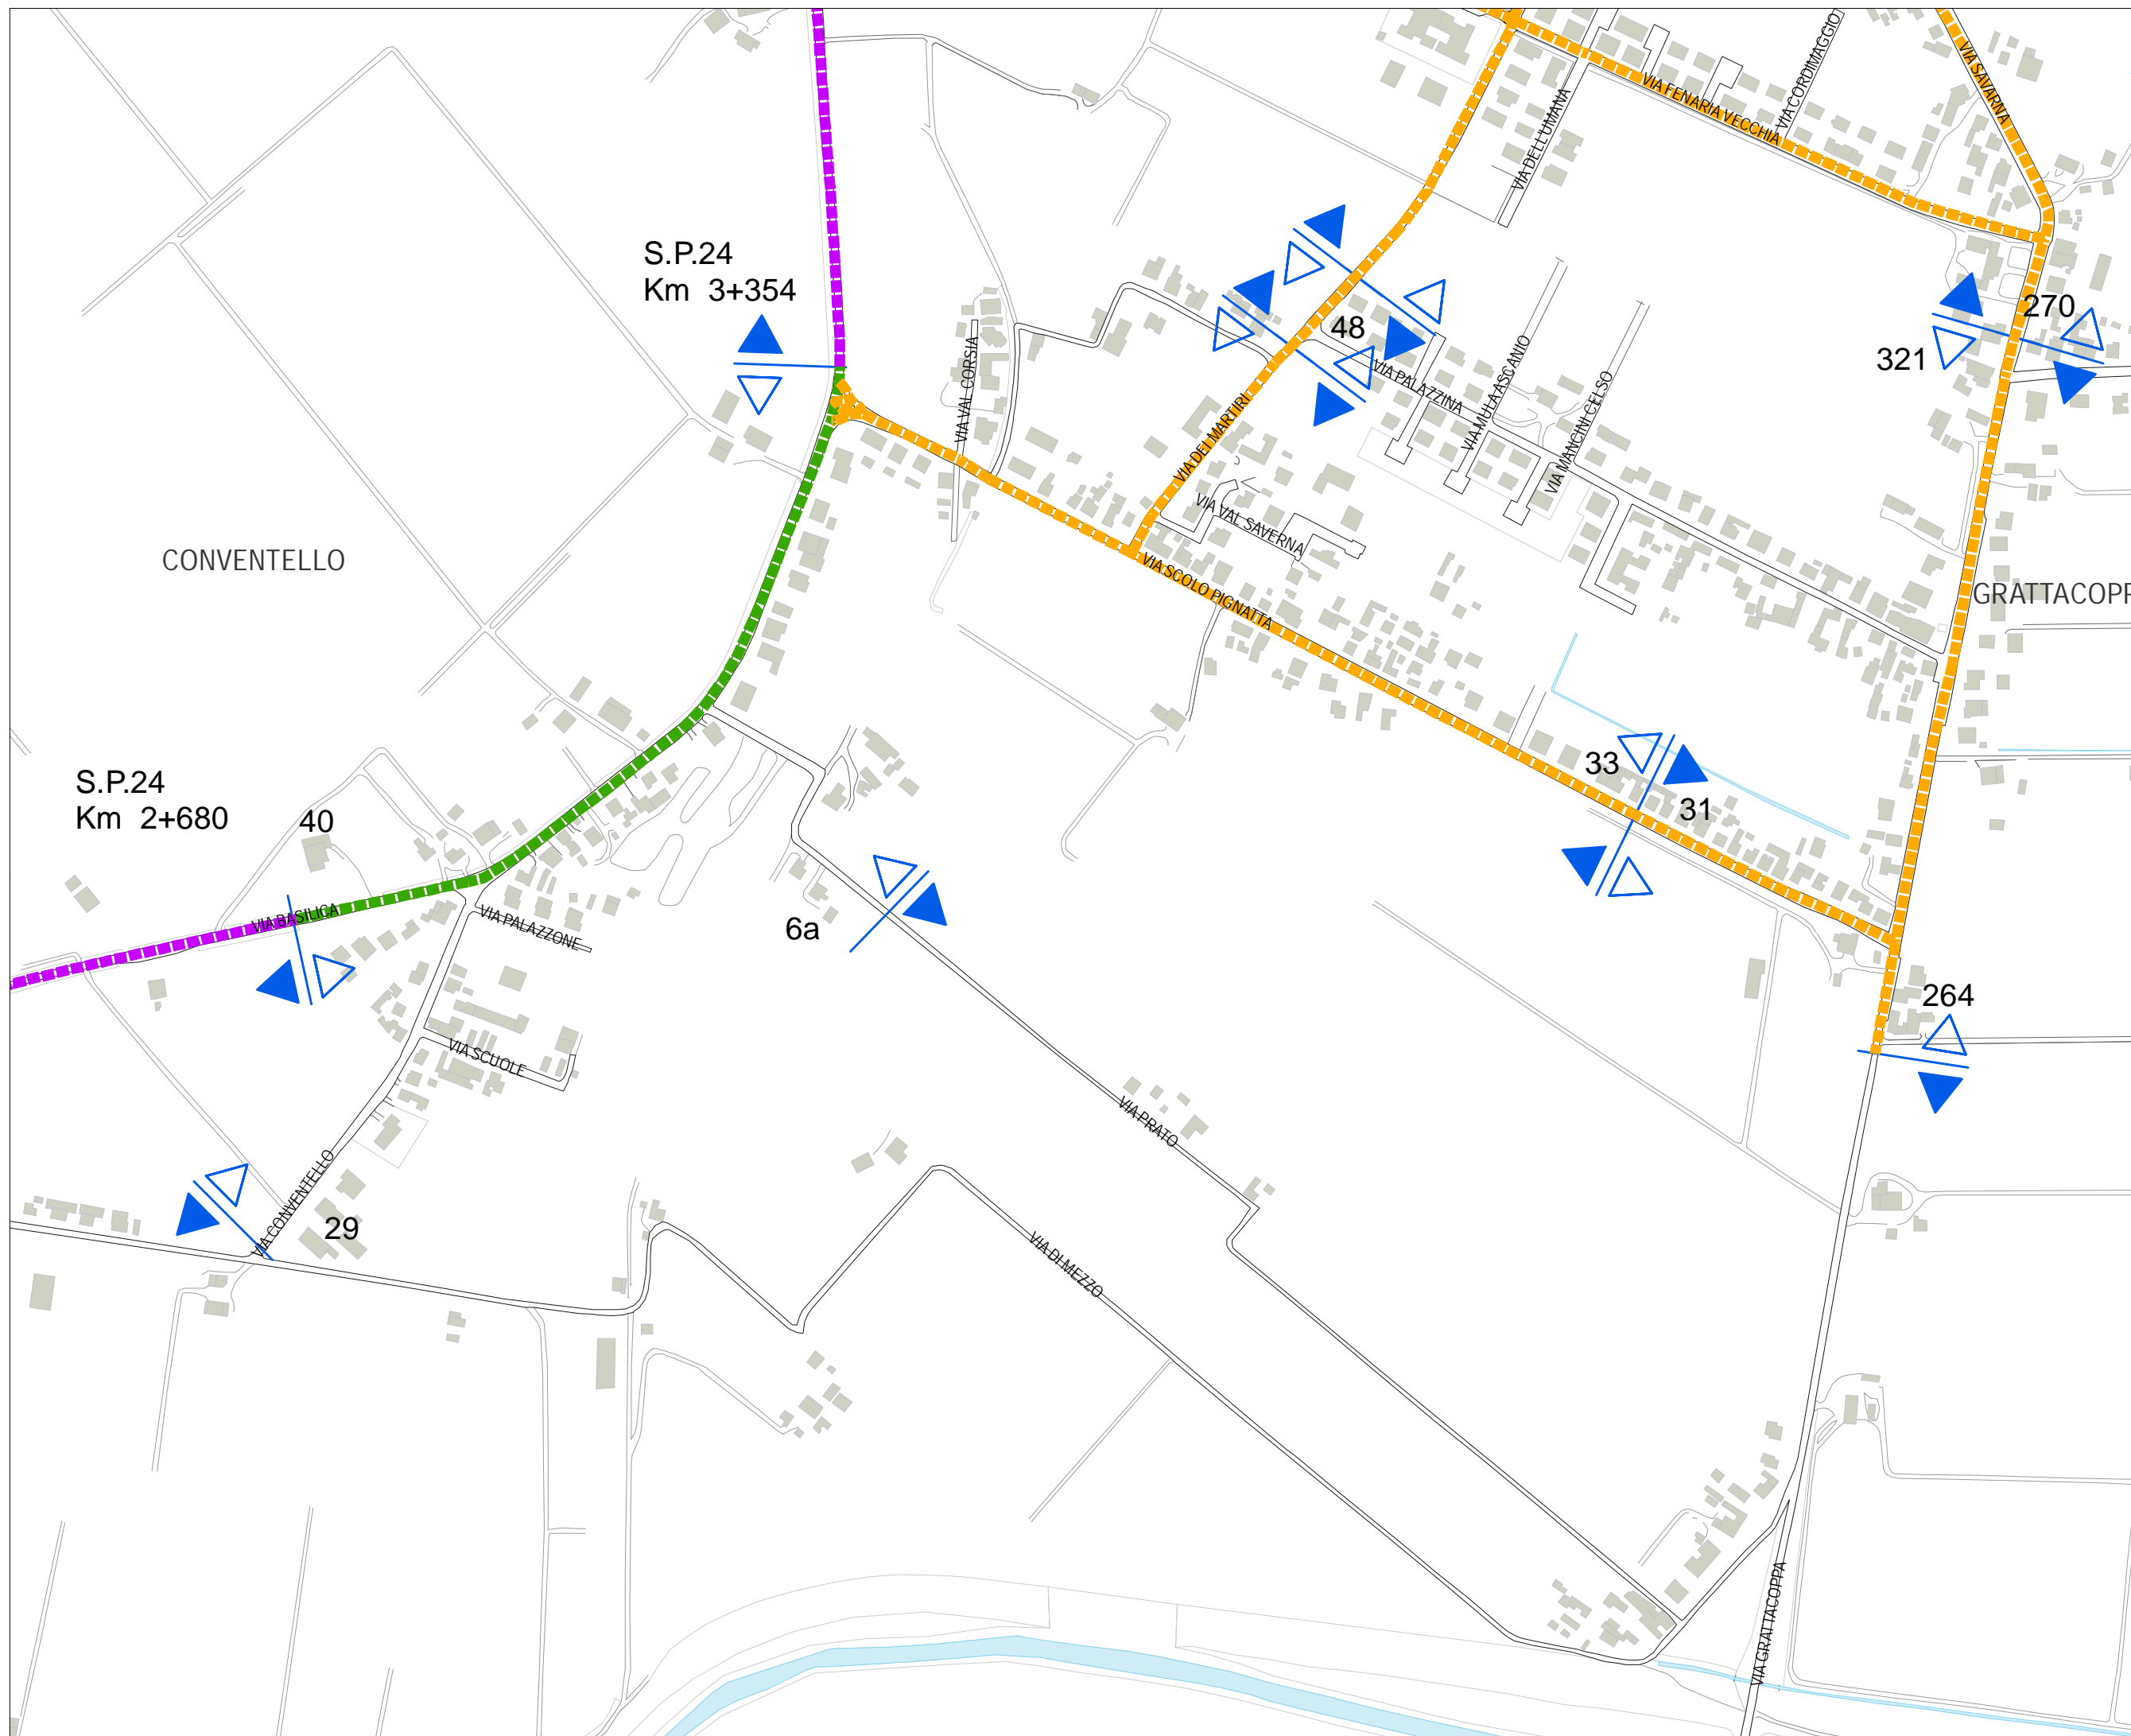 VIA SAVARNA
VIA CORDIMAGGIO
VIA FENARIA VECCHIA
VIA DELL'UMANA
S.P.24
Km 3+354
270
48
321
VIA VAL CORSIA
VIA PALAZZINA
VIA MULA ASCANIO
VIA MANCINI CELSO
VIA DEI MARTIRI
VIA VAL SAVERNA
CONVENTELLO
VIA SCOLO PIGNATTA
GRATTACOPP
33
S.P.24
Km 2+680
40
31
VIA BASILICA
VIA PALAZZONE
6a
264
VIA SCUOLE
VIA PRATO
VIA CONVENTELLO
29
VIA DI MEZZO
VIA GRATTACOPPA